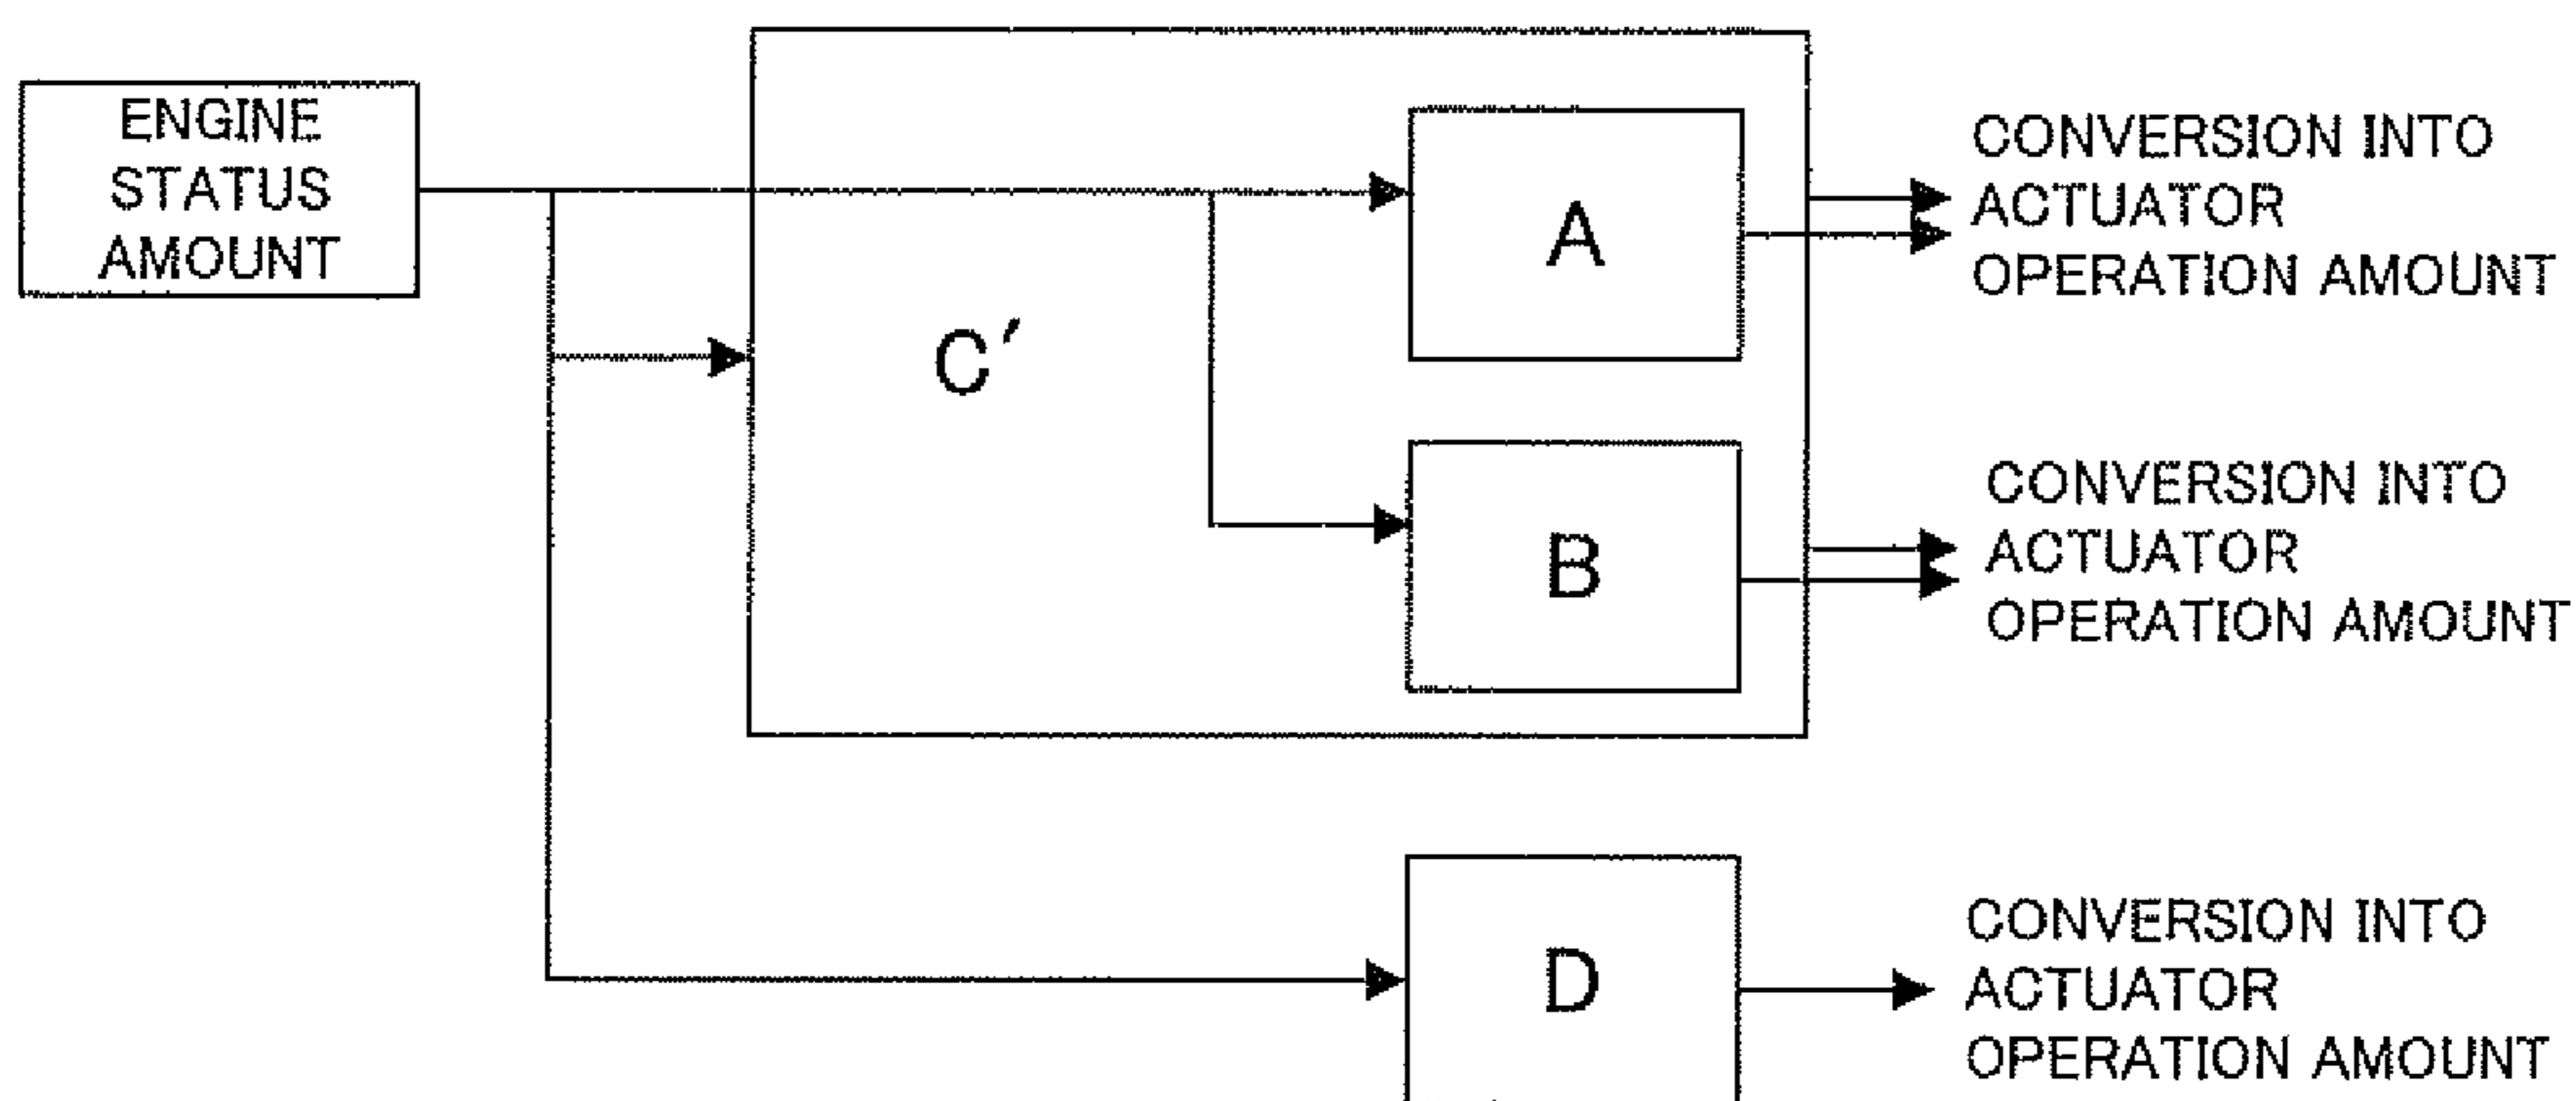 ENGINE
STATUS
AMOUNT
C′
A
CONVERSION INTO
ACTUATOR
OPERATION AMOUNT
B
CONVERSION INTO
ACTUATOR
OPERATION AMOUNT
D
CONVERSION INTO
ACTUATOR
OPERATION AMOUNT